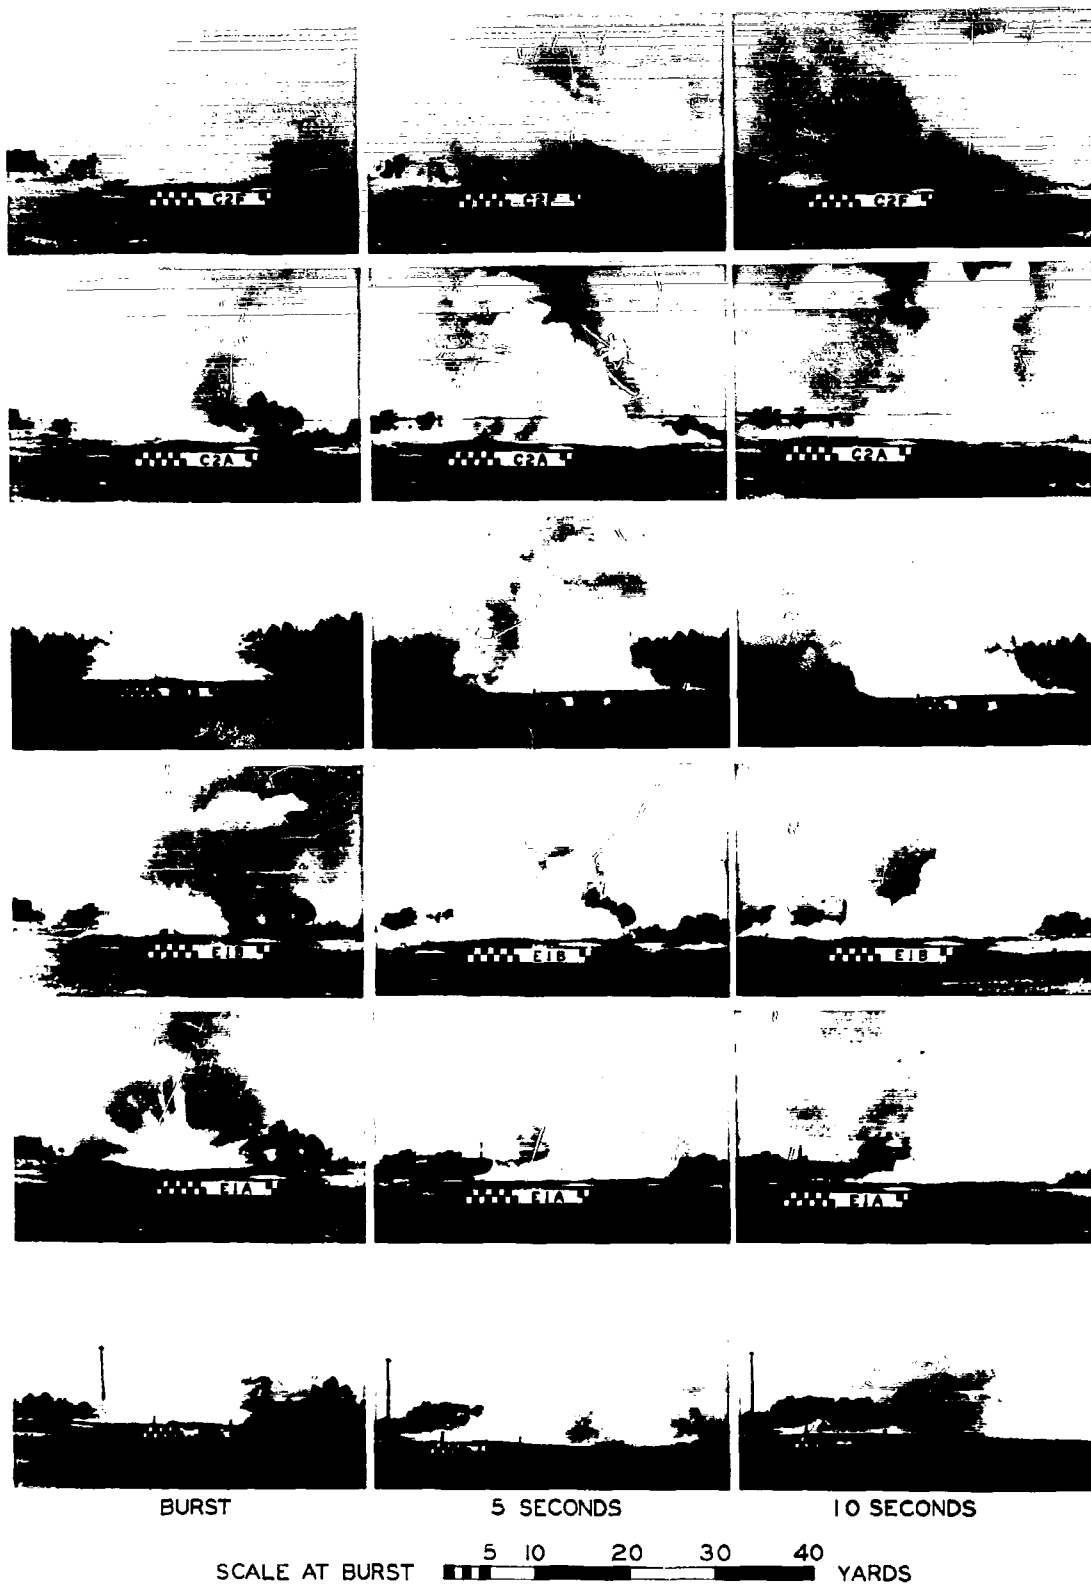 C2F C2F C2F
C2A C2A C2A
E1B E1B E1B
E1A E1A E1A
BURST 5 SECONDS 10 SECONDS
5 10 20 30 40
SCALE AT BURST YARDS